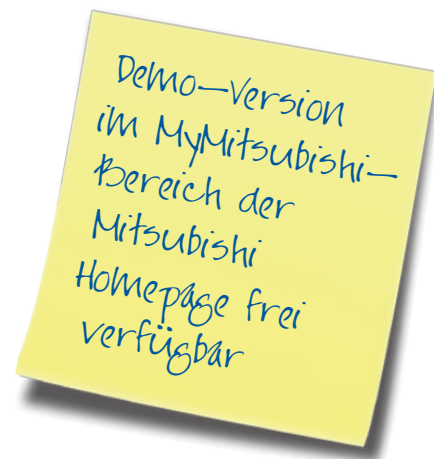 Demo-Version
im MyMitsubishi-
Bereich der
Mitsubishi
Homepage frei
verfügbar